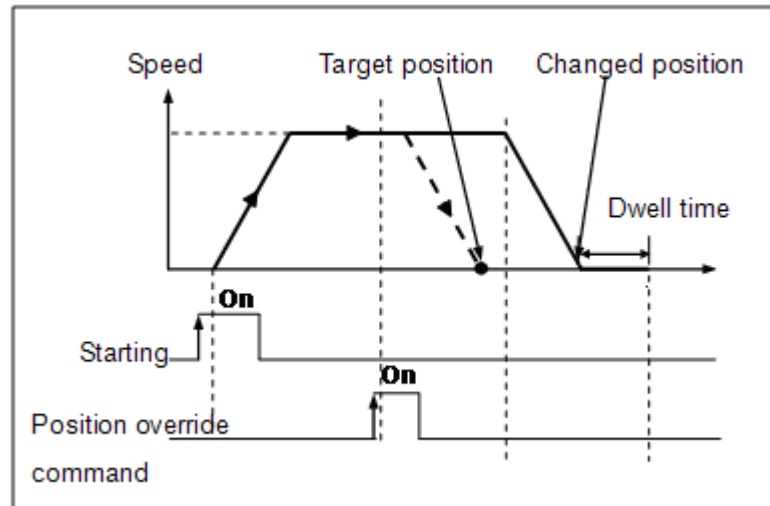 Speed
Target position
Changed position
Dwell time
On
Starting
On
Position override
command